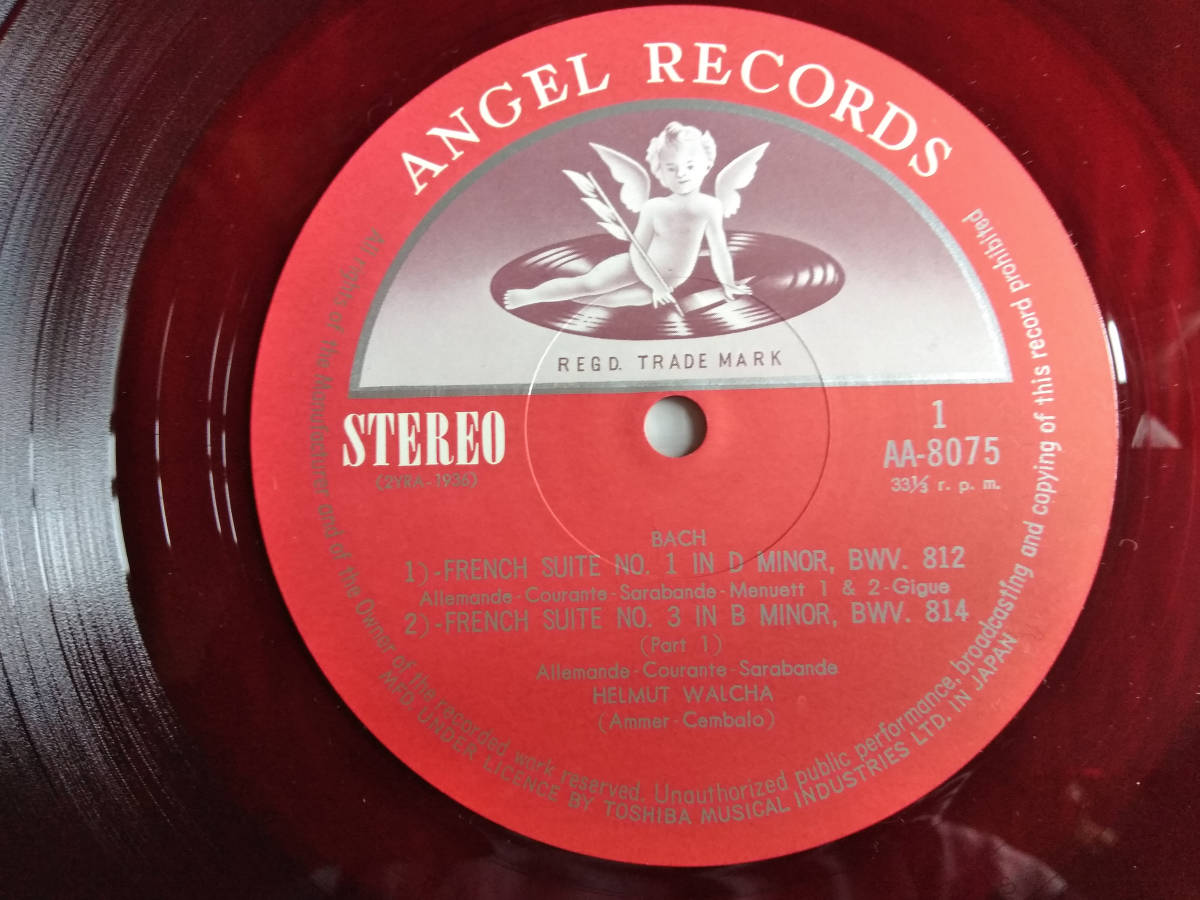 ANGEL RECORDS
REGD. TRADE MARK
STEREO
(2YRA-1936)
1
AA-8075
33⅓ r. p. m.
BACH
1)-FRENCH SUITE NO. 1 IN D MINOR, BWV. 812
Allemande-Courante-Sarabande-Menuett 1 & 2-Gigue
2)-FRENCH SUITE NO. 3 IN B MINOR, BWV. 814
(Part 1)
Allemande-Courante-Sarabande
HELMUT WALCHA
(Ammer-Cembalo)
All rights of the Manufactures and of the Owner of the recorded work reserved. Unauthorized public performance, broadcasting and copying of this record prohibited
MFD UNDER LICENCE BY TOSHIBA MUSICAL INDUSTRIES LTD. IN JAPAN